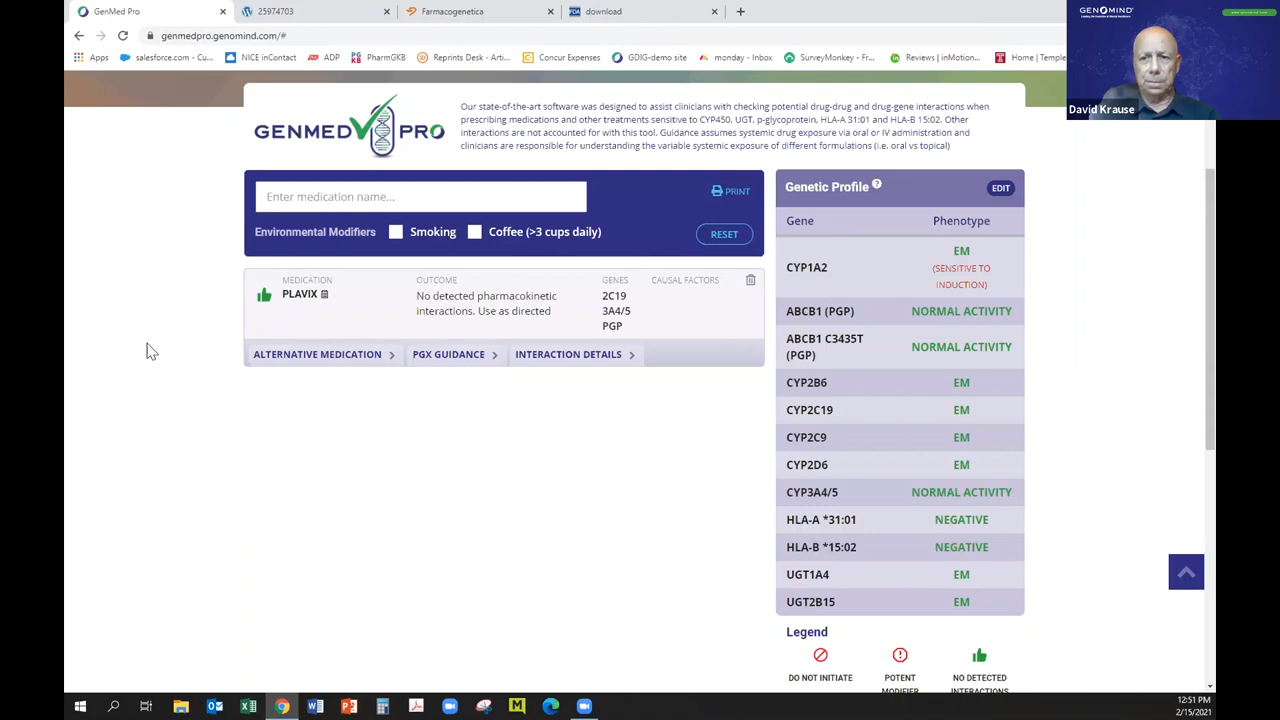 GenMed Pro
25974703
Farmacogenetica
download
genmedpro.genomind.com/#
Apps
salesforce.com - Cu...
NICE inContact
ADP
PharmGKB
Reprints Desk - Arti...
Concur Expenses
GDIG-demo site
monday - Inbox
SurveyMonkey - Fr...
Reviews | inMotion...
Home | Temple
GENOMIND
David Krause
GENMED PRO
Our state-of-the-art software was designed to assist clinicians with checking potential drug-drug and drug-gene interactions when
prescribing medications and other treatments sensitive to CYP450, UGT, p-glycoprotein, HLA-A 31:01 and HLA-B 15:02. Other
interactions are not accounted for with this tool. Guidance assumes systemic drug exposure via oral or IV administration and
clinicians are responsible for understanding the variable systemic exposure of different formulations (i.e. oral vs topical)
Enter medication name...
PRINT
Environmental Modifiers
Smoking
Coffee (>3 cups daily)
RESET
MEDICATION
OUTCOME
GENES
CAUSAL FACTORS
PLAVIX
No detected pharmacokinetic
interactions. Use as directed
2C19
3A4/5
PGP
ALTERNATIVE MEDICATION
PGX GUIDANCE
INTERACTION DETAILS
Genetic Profile ?
EDIT
Gene
Phenotype
CYP1A2
EM
(SENSITIVE TO
INDUCTION)
ABCB1 (PGP)
NORMAL ACTIVITY
ABCB1 C3435T
(PGP)
NORMAL ACTIVITY
CYP2B6
EM
CYP2C19
EM
CYP2C9
EM
CYP2D6
EM
CYP3A4/5
NORMAL ACTIVITY
HLA-A *31:01
NEGATIVE
HLA-B *15:02
NEGATIVE
UGT1A4
EM
UGT2B15
EM
Legend
DO NOT INITIATE
POTENT
MODIFIER
NO DETECTED
INTERACTIONS
12:51 PM
2/15/2021